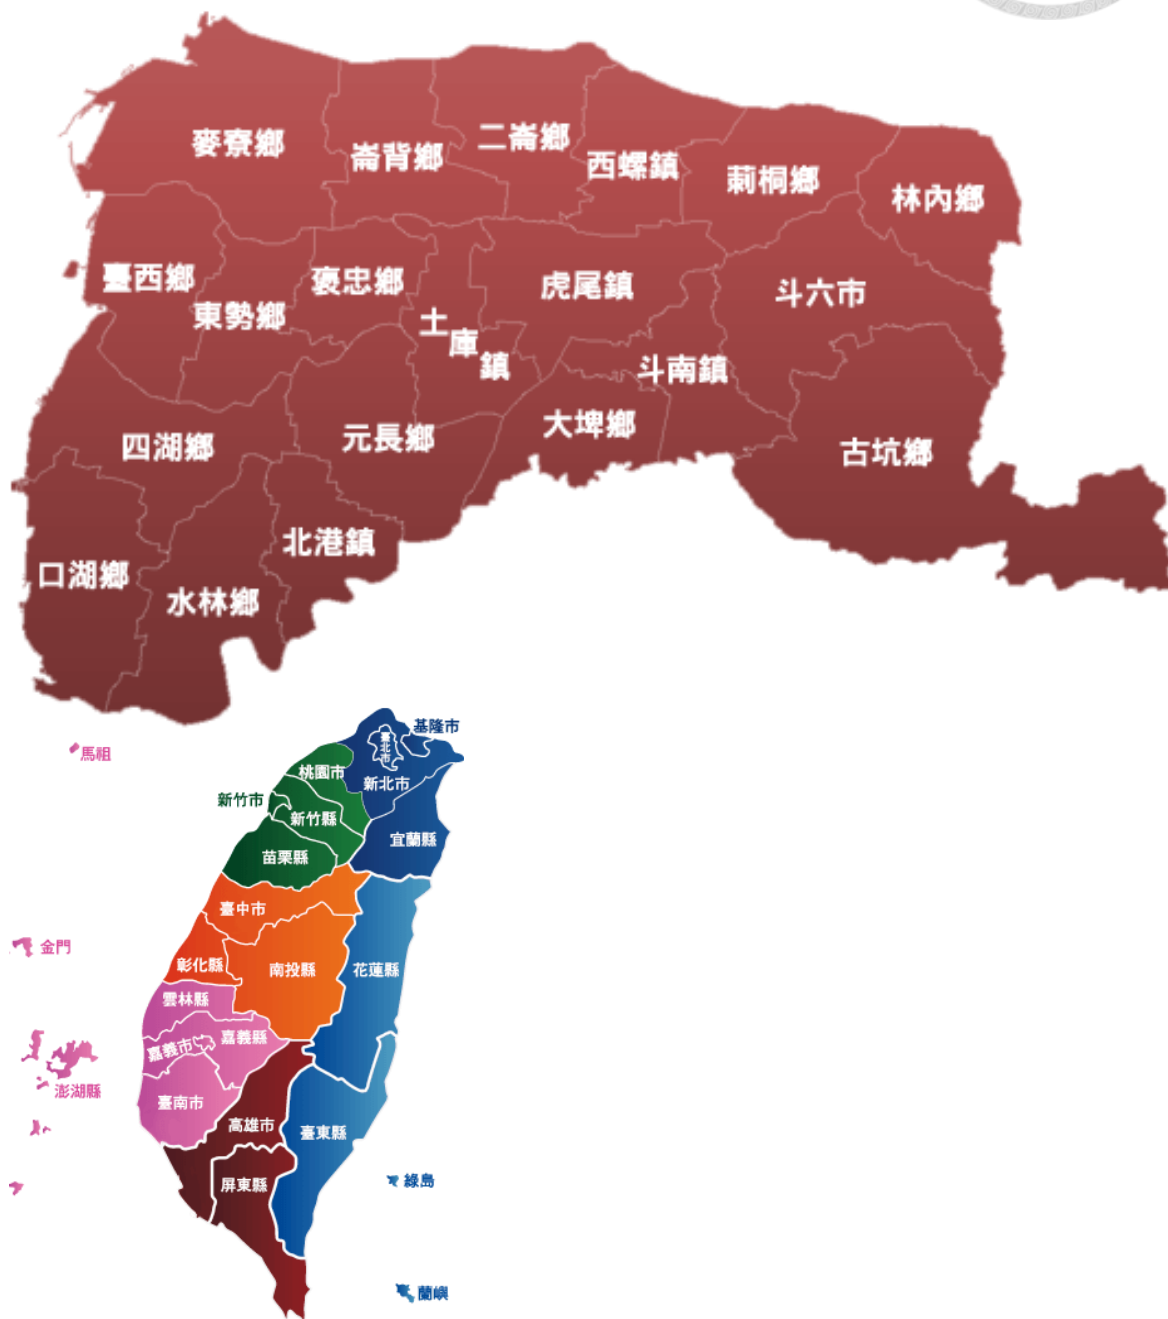 麥寮鄉
崙背鄉
二崙鄉
西螺鎮
莿桐鄉
林內鄉
臺西鄉
東勢鄉
褒忠鄉
土庫鎮
虎尾鎮
斗六市
斗南鎮
大埤鄉
古坑鄉
四湖鄉
元長鄉
北港鎮
口湖鄉
水林鄉
馬祖
基隆市
臺北市
桃園市
新北市
新竹市
新竹縣
宜蘭縣
苗栗縣
臺中市
金門
彰化縣
南投縣
花蓮縣
雲林縣
嘉義縣
嘉義市
澎湖縣
臺南市
高雄市
臺東縣
屏東縣
綠島
蘭嶼